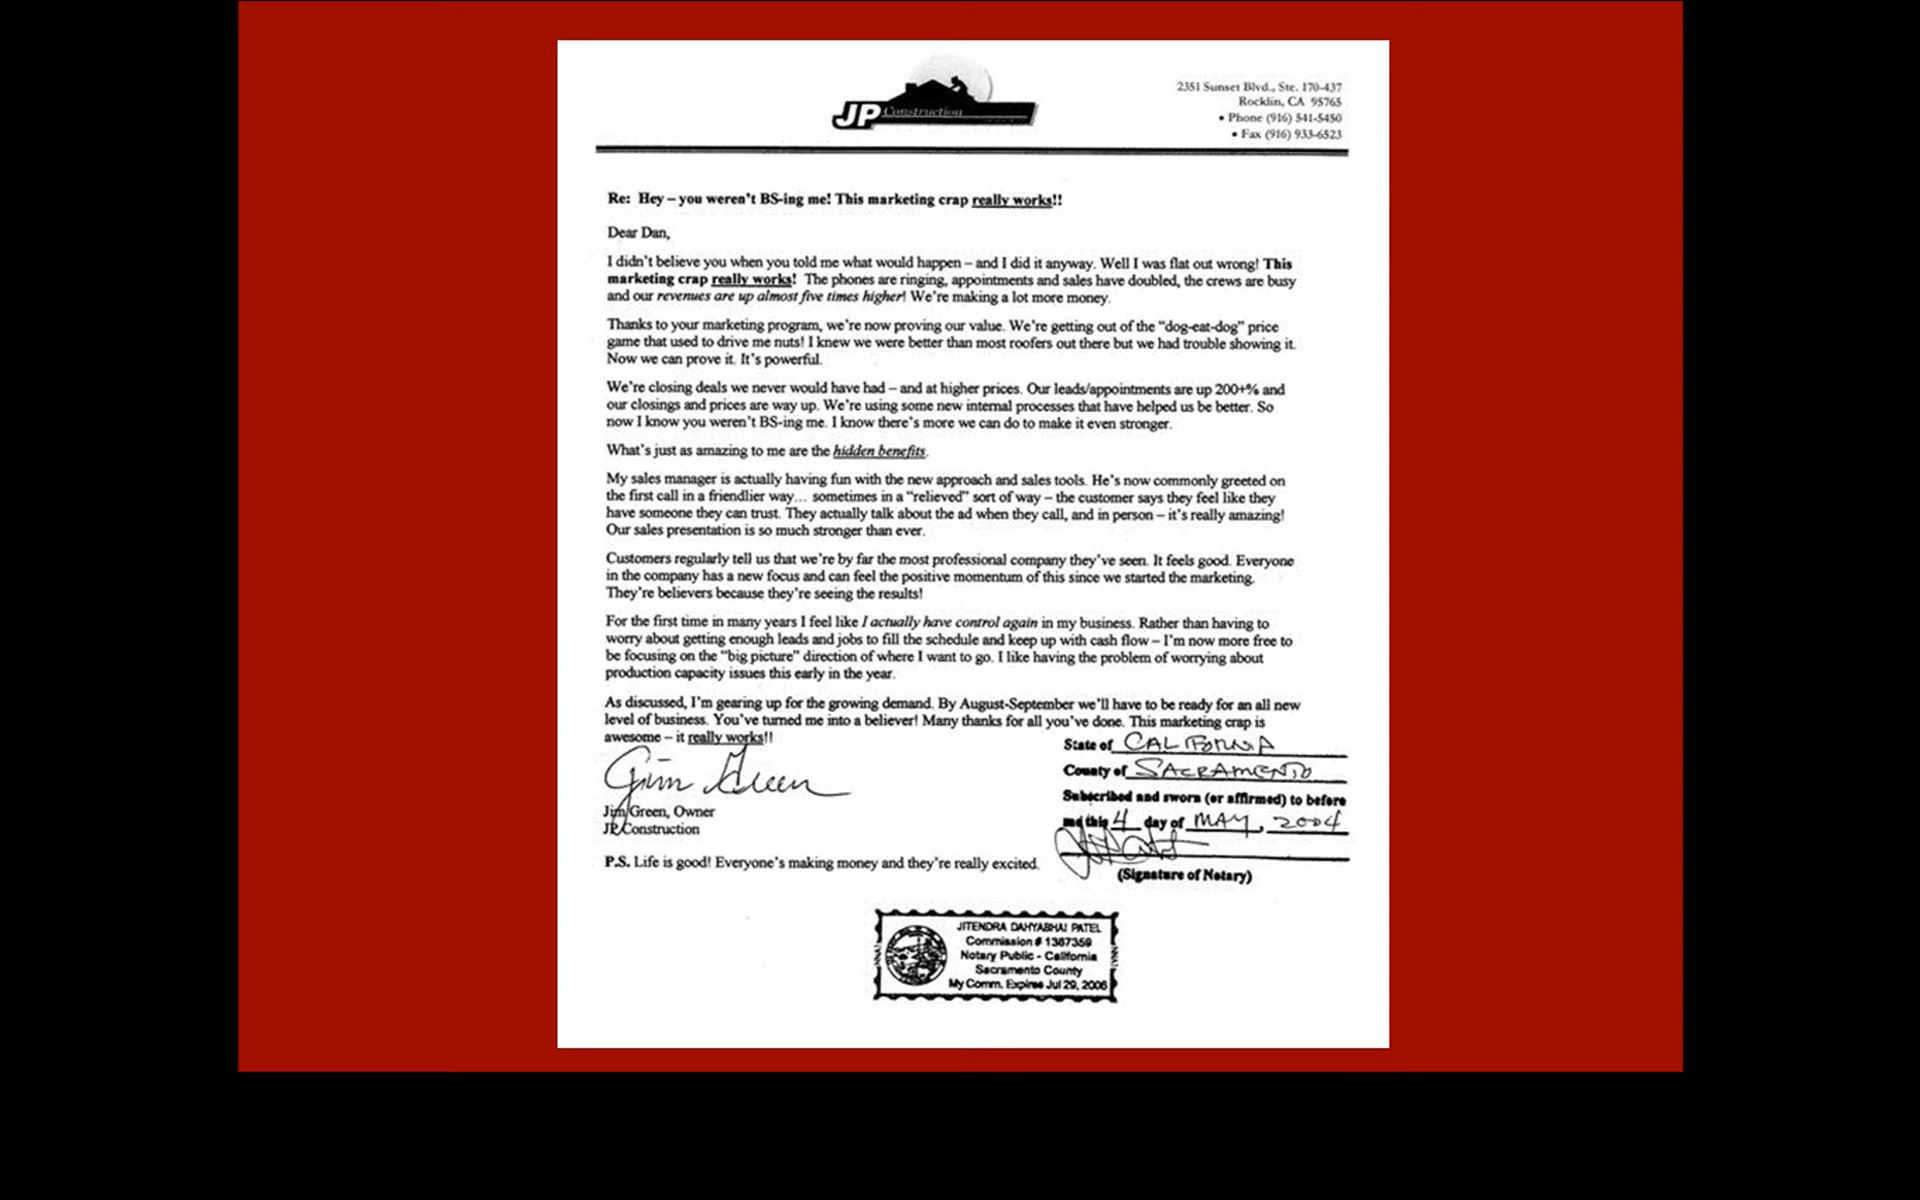 JP Construction
2351 Sunset Blvd., Ste. 170-437
Rocklin, CA 95765
• Phone (916) 541-5450
• Fax (916) 933-6523
Re: Hey – you weren't BS-ing me! This marketing crap really works!!
Dear Dan,
I didn't believe you when you told me what would happen – and I did it anyway. Well I was flat out wrong! This
marketing crap really works! The phones are ringing, appointments and sales have doubled, the crews are busy
and our revenues are up almost five times higher! We're making a lot more money.
Thanks to your marketing program, we're now proving our value. We're getting out of the "dog-eat-dog" price
game that used to drive me nuts! I knew we were better than most roofers out there but we had trouble showing it.
Now we can prove it. It's powerful.
We're closing deals we never would have had – and at higher prices. Our leads/appointments are up 200+% and
our closings and prices are way up. We're using some new internal processes that have helped us be better. So
now I know you weren't BS-ing me. I know there's more we can do to make it even stronger.
What's just as amazing to me are the hidden benefits.
My sales manager is actually having fun with the new approach and sales tools. He's now commonly greeted on
the first call in a friendlier way… sometimes in a "relieved" sort of way – the customer says they feel like they
have someone they can trust. They actually talk about the ad when they call, and in person – it's really amazing!
Our sales presentation is so much stronger than ever.
Customers regularly tell us that we're by far the most professional company they've seen. It feels good. Everyone
in the company has a new focus and can feel the positive momentum of this since we started the marketing.
They're believers because they're seeing the results!
For the first time in many years I feel like I actually have control again in my business. Rather than having to
worry about getting enough leads and jobs to fill the schedule and keep up with cash flow – I'm now more free to
be focusing on the "big picture" direction of where I want to go. I like having the problem of worrying about
production capacity issues this early in the year.
As discussed, I'm gearing up for the growing demand. By August-September we'll have to be ready for an all new
level of business. You've turned me into a believer! Many thanks for all you've done. This marketing crap is
awesome – it really works!!
Jim Green
Jim Green, Owner
JP Construction
P.S. Life is good! Everyone's making money and they're really excited.
State of CALIFORNIA
County of SACRAMENTO
Subscribed and sworn (or affirmed) to before
me this 4 day of MAY, 2004
(Signature of Notary)
JITENDRA DAHYABHAI PATEL
Commission # 1367359
Notary Public - California
Sacramento County
My Comm. Expires Jul 29, 2006